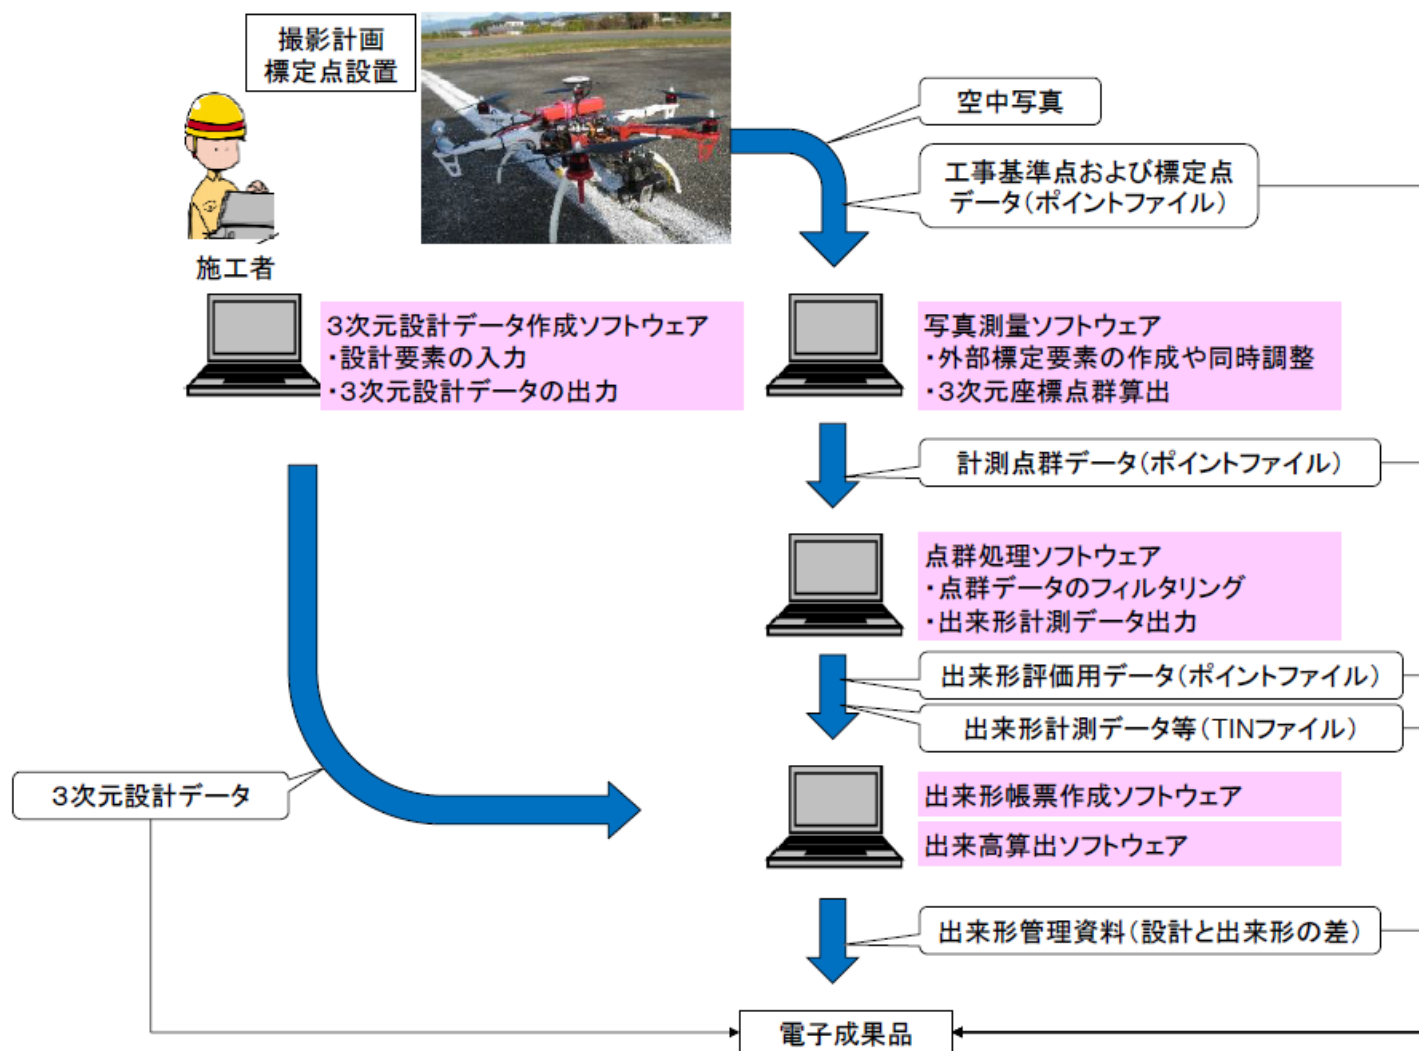 撮影計画
標定点設置
空中写真
工事基準点および標定点
データ(ポイントファイル)
施工者
3次元設計データ作成ソフトウェア
・設計要素の入力
・3次元設計データの出力
写真測量ソフトウェア
・外部標定要素の作成や同時調整
・3次元座標点群算出
計測点群データ(ポイントファイル)
点群処理ソフトウェア
・点群データのフィルタリング
・出来形計測データ出力
出来形評価用データ(ポイントファイル)
出来形計測データ等(TINファイル)
3次元設計データ
出来形帳票作成ソフトウェア
出来高算出ソフトウェア
出来形管理資料(設計と出来形の差)
電子成果品